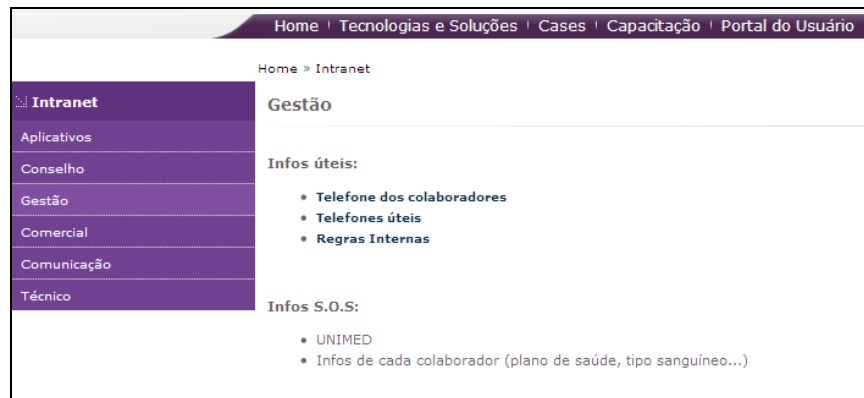 Home Tecnologias e Soluções Cases Capacitação Portal do Usuário
Home » Intranet
Intranet
Aplicativos
Conselho
Gestão
Comercial
Comunicação
Técnico
Gestão
Infos úteis:
• Telefone dos colaboradores
• Telefones úteis
• Regras Internas
Infos S.O.S:
• UNIMED
• Infos de cada colaborador (plano de saúde, tipo sanguíneo...)